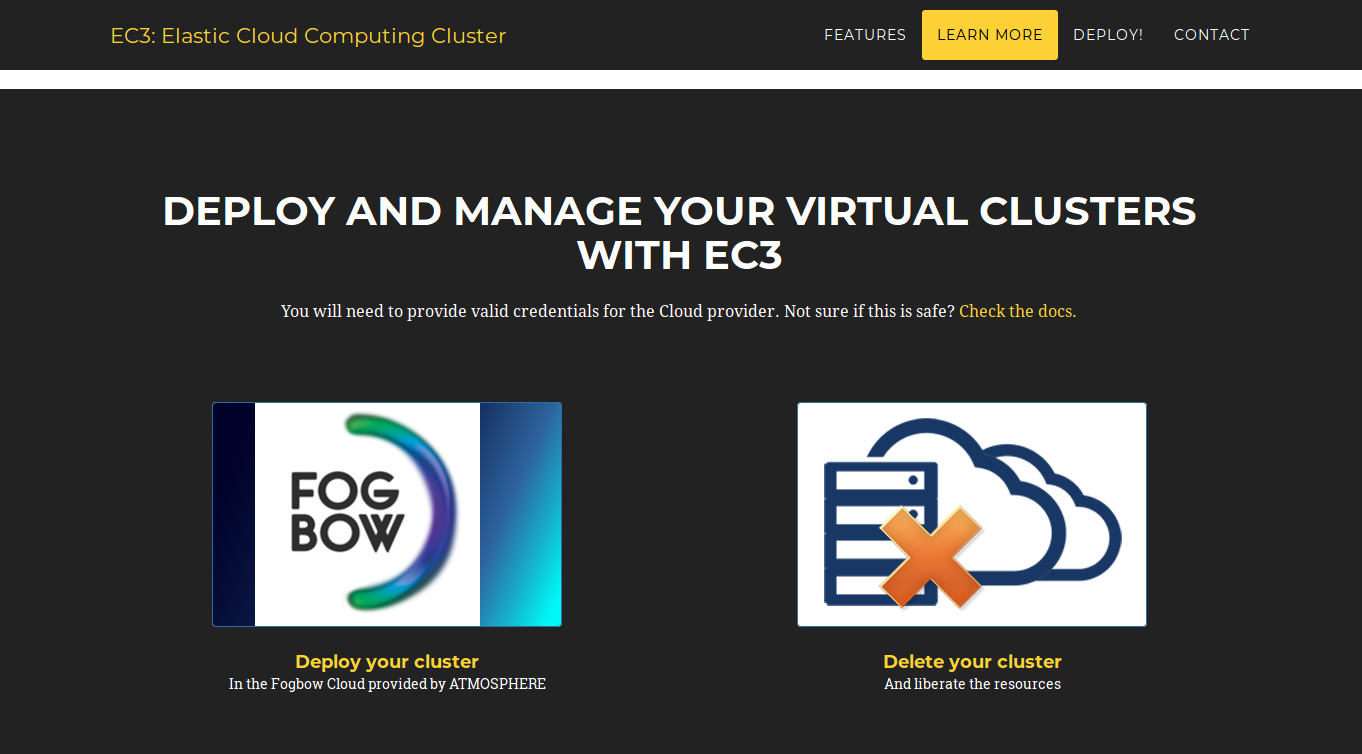 EC3: Elastic Cloud Computing Cluster
FEATURES
LEARN MORE
DEPLOY!
CONTACT
DEPLOY AND MANAGE YOUR VIRTUAL CLUSTERS
WITH EC3
You will need to provide valid credentials for the Cloud provider. Not sure if this is safe? Check the docs.
FOG
BOW
Deploy your cluster
In the Fogbow Cloud provided by ATMOSPHERE
Delete your cluster
And liberate the resources